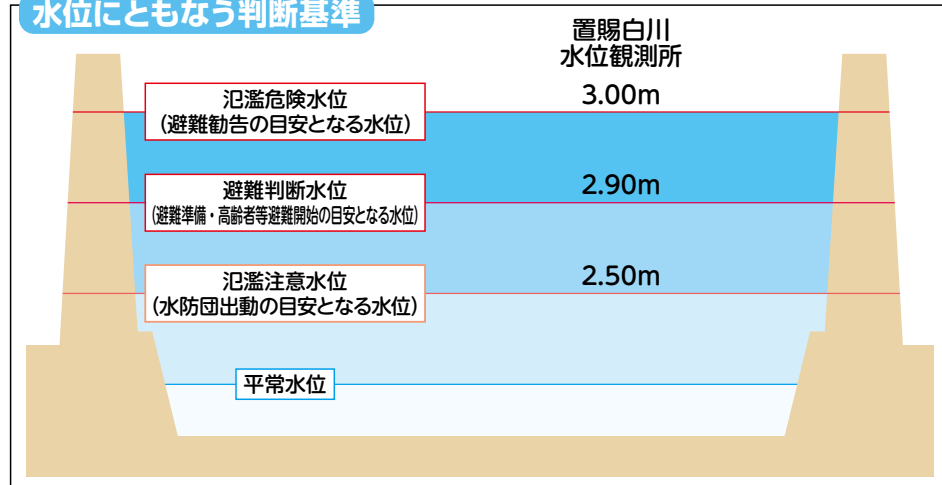 水位にともなう判断基準
置賜白川
水位観測所
氾濫危険水位
(避難勧告の目安となる水位)
3.00m
避難判断水位
(避難準備・高齢者等避難開始の目安となる水位)
2.90m
氾濫注意水位
(水防団出動の目安となる水位)
2.50m
平常水位